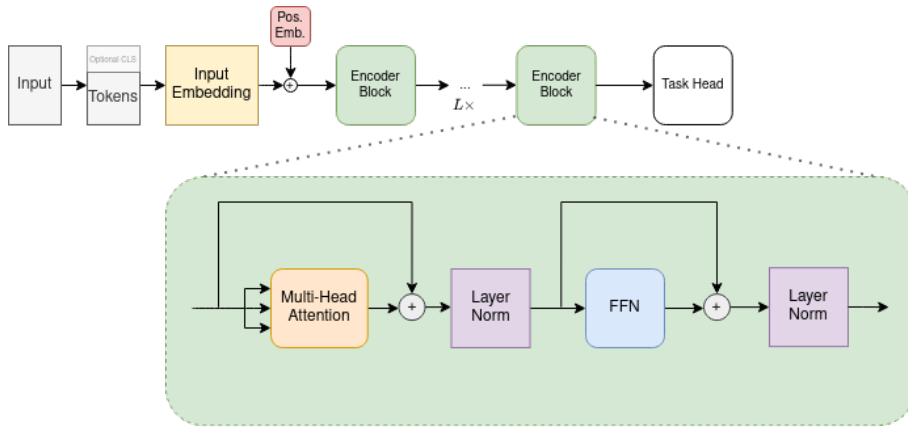 Pos.
Emb.
Optional CLS
Input
Tokens
Input
Embedding
+
Encoder
Block
...
L×
Encoder
Block
Task Head
Multi-Head
Attention
+
Layer
Norm
FFN
+
Layer
Norm